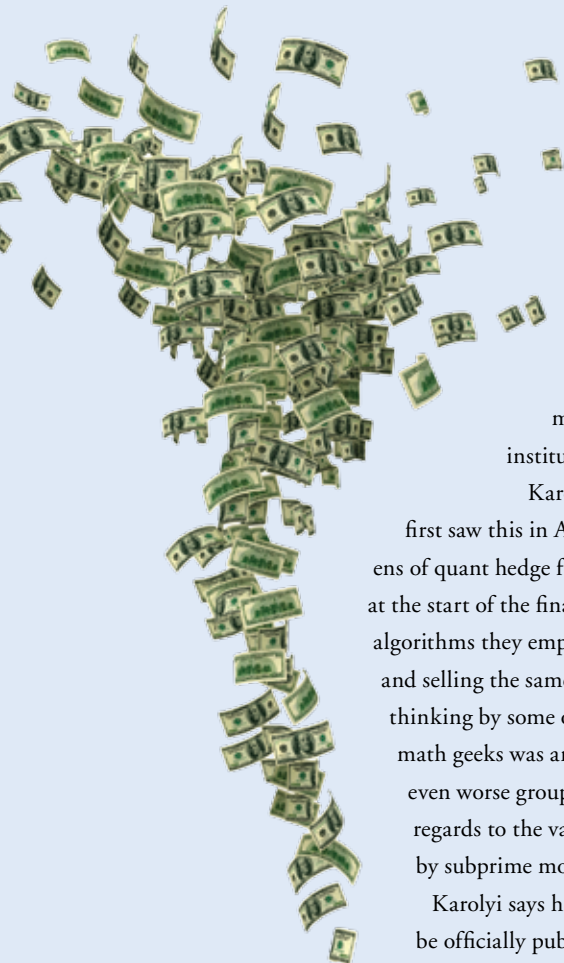 m
institu
Kar
first saw this in A
ens of quant hedge f
at the start of the fina
algorithms they emp
and selling the same
thinking by some
math geeks was a
even worse group
regards to the va
by subprime mo
Karolyi says h
be officially pub